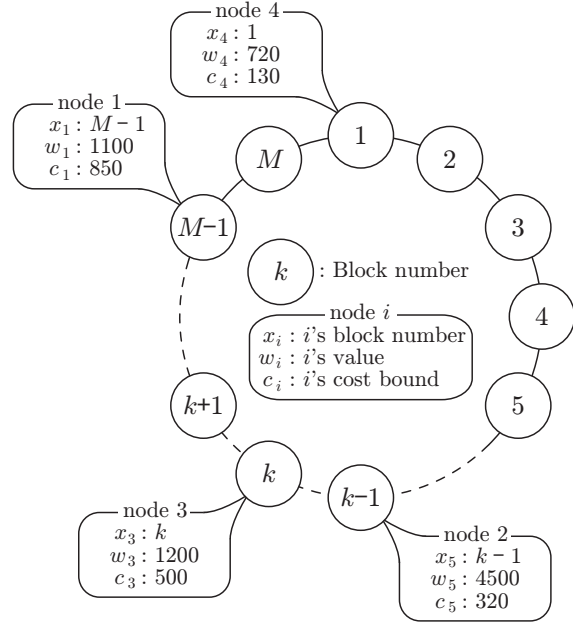 node 4
x₄ : 1
w₄ : 720
c₄ : 130
node 1
x₁ : M−1
w₁ : 1100
c₁ : 850
1
M
2
M−1
3
k : Block number
node i
xᵢ : i's block number
wᵢ : i's value
cᵢ : i's cost bound
4
k+1
5
k
k−1
node 3
x₃ : k
w₃ : 1200
c₃ : 500
node 2
x₅ : k−1
w₅ : 4500
c₅ : 320